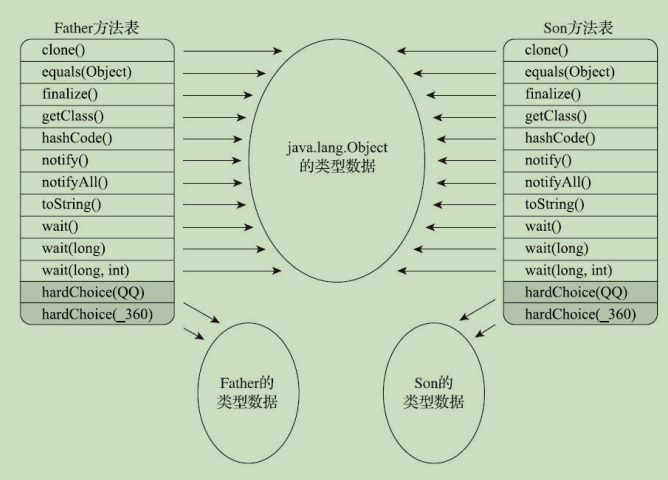 Father方法表
clone()
equals(Object)
finalize()
getClass()
hashCode()
notify()
notifyAll()
toString()
wait()
wait(long)
wait(long, int)
hardChoice(QQ)
hardChoice(_360)
java.lang.Object
的类型数据
Son方法表
clone()
equals(Object)
finalize()
getClass()
hashCode()
notify()
notifyAll()
toString()
wait()
wait(long)
wait(long, int)
hardChoice(QQ)
hardChoice(_360)
Father的
类型数据
Son的
类型数据